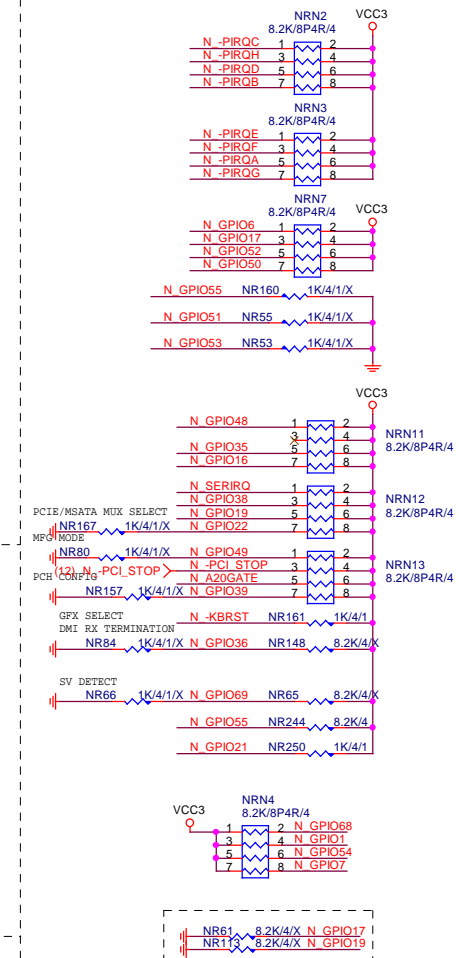 NRN2
8.2K/8P4R/4
VCC3
N_-PIRQC 1 2
N_-PIRQH 3 4
N_-PIRQD 5 6
N_-PIRQB 7 8
NRN3
8.2K/8P4R/4
N_-PIRQE 1 2
N_-PIRQF 3 4
N_-PIRQA 5 6
N_-PIRQG 7 8
NRN7
8.2K/8P4R/4
VCC3
N_GPIO6 1 2
N_GPIO17 3 4
N_GPIO52 5 6
N_GPIO50 7 8
N_GPIO55 NR160 1K/4/1/X
N_GPIO51 NR55 1K/4/1/X
N_GPIO53 NR53 1K/4/1/X
VCC3
N_GPIO48 1 2
3 4
N_GPIO35 5 6
N_GPIO16 7 8
NRN11
8.2K/8P4R/4
N_SERIRQ 1 2
N_GPIO38 3 4
N_GPIO19 5 6
PCIE/MSATA MUX SELECT
NR167 1K/4/1/X N_GPIO22 7 8
NRN12
8.2K/8P4R/4
MFG MODE
NR80 1K/4/1/X N_GPIO49 1 2
(12) N_-PCI_STOP N_-PCI_STOP 3 4
PCH CONFIG N_A20GATE 5 6
NR157 1K/4/1/X N_GPIO39 7 8
NRN13
8.2K/8P4R/4
GFX SELECT N_-KBRST NR161 1K/4/1
DMI RX TERMINATION
NR84 1K/4/1/X N_GPIO36 NR148 8.2K/4/X
SV DETECT
NR66 1K/4/1/X N_GPIO69 NR65 8.2K/4/X
N_GPIO55 NR244 8.2K/4
N_GPIO21 NR250 1K/4/1
NRN4
8.2K/8P4R/4
VCC3
1 2 N_GPIO68
3 4 N_GPIO1
5 6 N_GPIO54
7 8 N_GPIO7
NR61 8.2K/4/X N_GPIO17
NR113 8.2K/4/X N_GPIO19